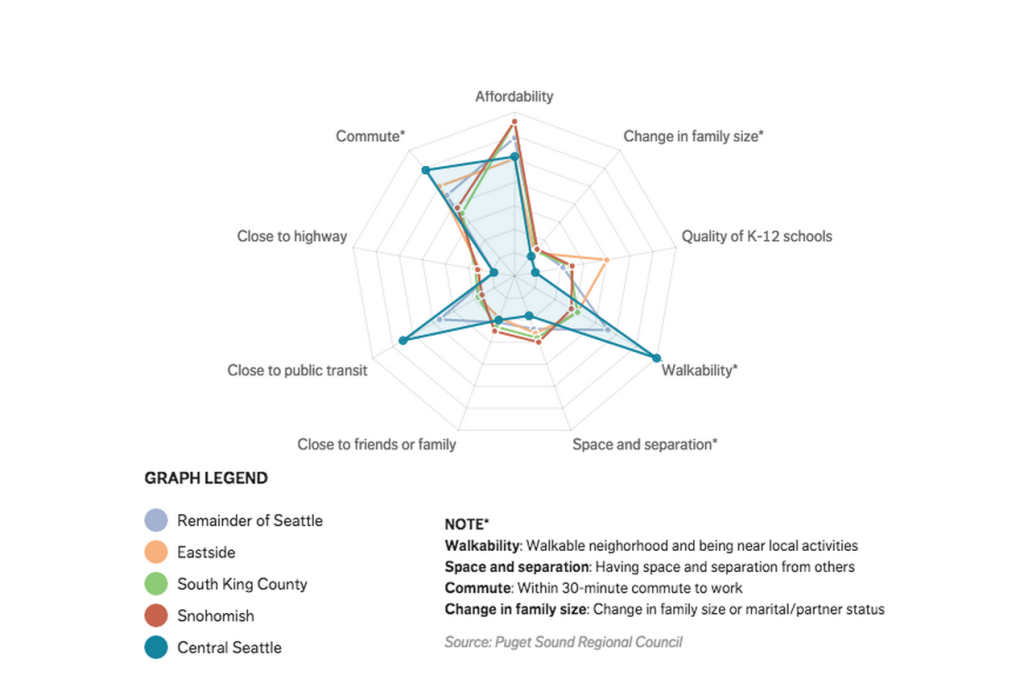 Affordability
Commute*
Change in family size*
Close to highway
Quality of K-12 schools
Close to public transit
Walkability*
Close to friends or family
Space and separation*
GRAPH LEGEND
Remainder of Seattle
Eastside
South King County
Snohomish
Central Seattle
NOTE*
Walkability: Walkable neighorhood and being near local activities
Space and separation: Having space and separation from others
Commute: Within 30-minute commute to work
Change in family size: Change in family size or marital/partner status
Source: Puget Sound Regional Council